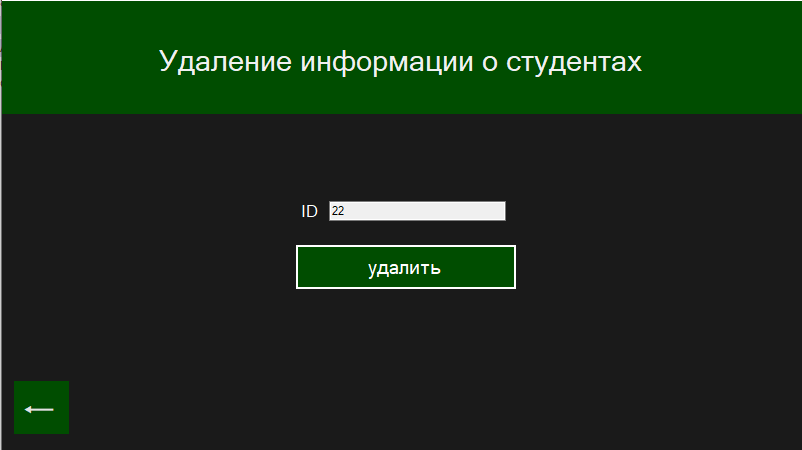 Удаление информации о студентах
ID 22
удалить